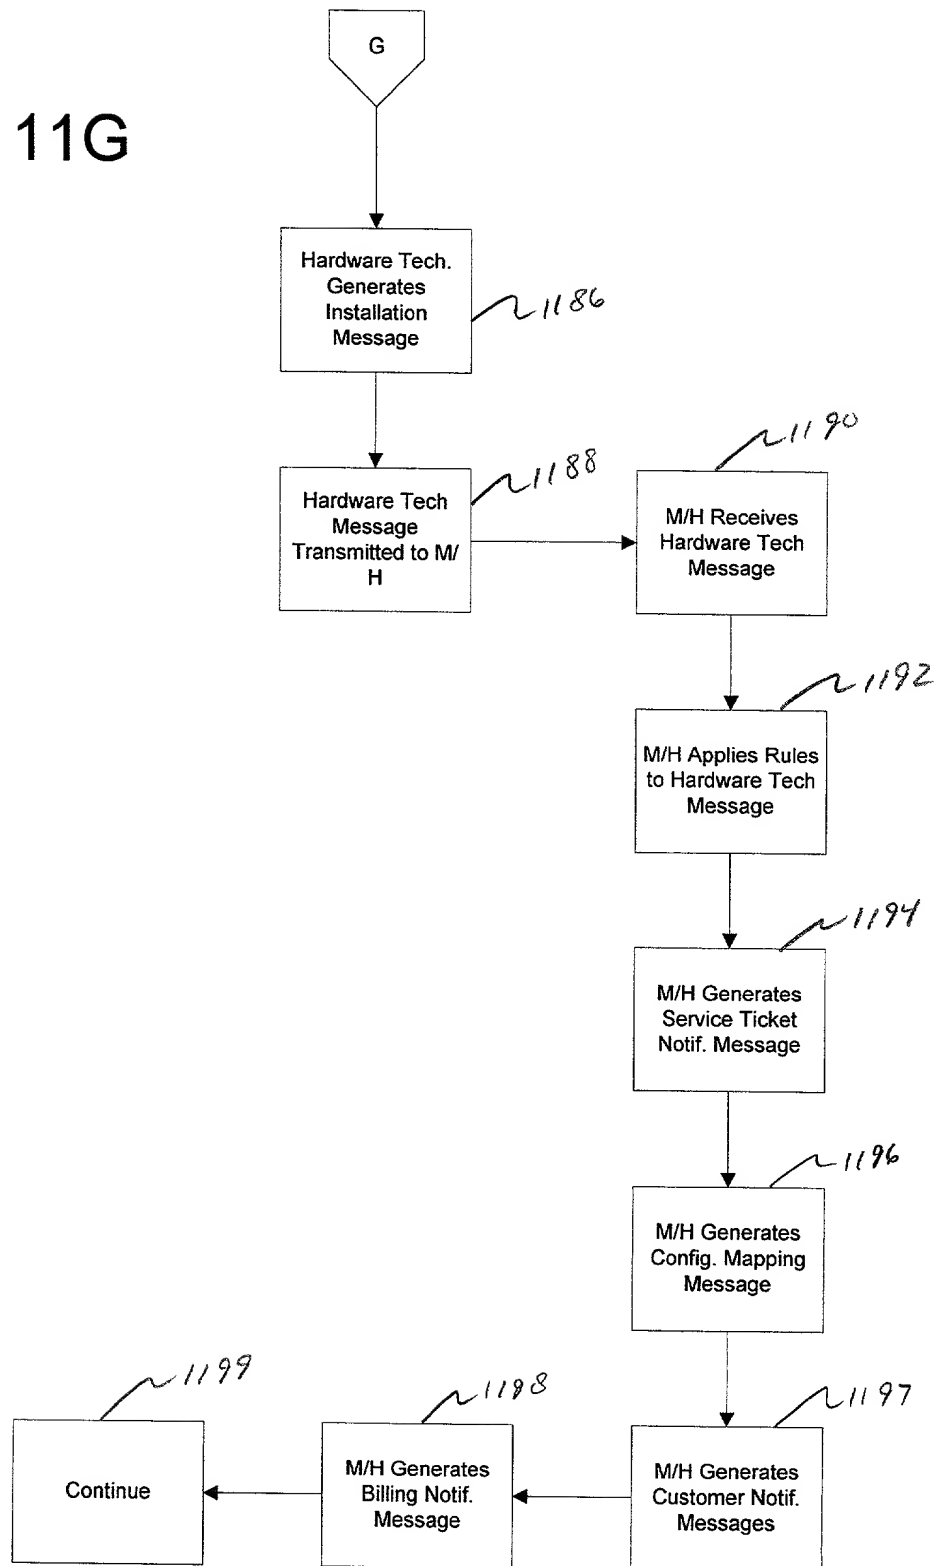 G
11G
Hardware Tech.
Generates
Installation
Message
1186
Hardware Tech
Message
Transmitted to M/
H
1188
1190
M/H Receives
Hardware Tech
Message
1192
M/H Applies Rules
to Hardware Tech
Message
1194
M/H Generates
Service Ticket
Notif. Message
1196
M/H Generates
Config. Mapping
Message
1197
M/H Generates
Customer Notif.
Messages
1198
M/H Generates
Billing Notif.
Message
1199
Continue